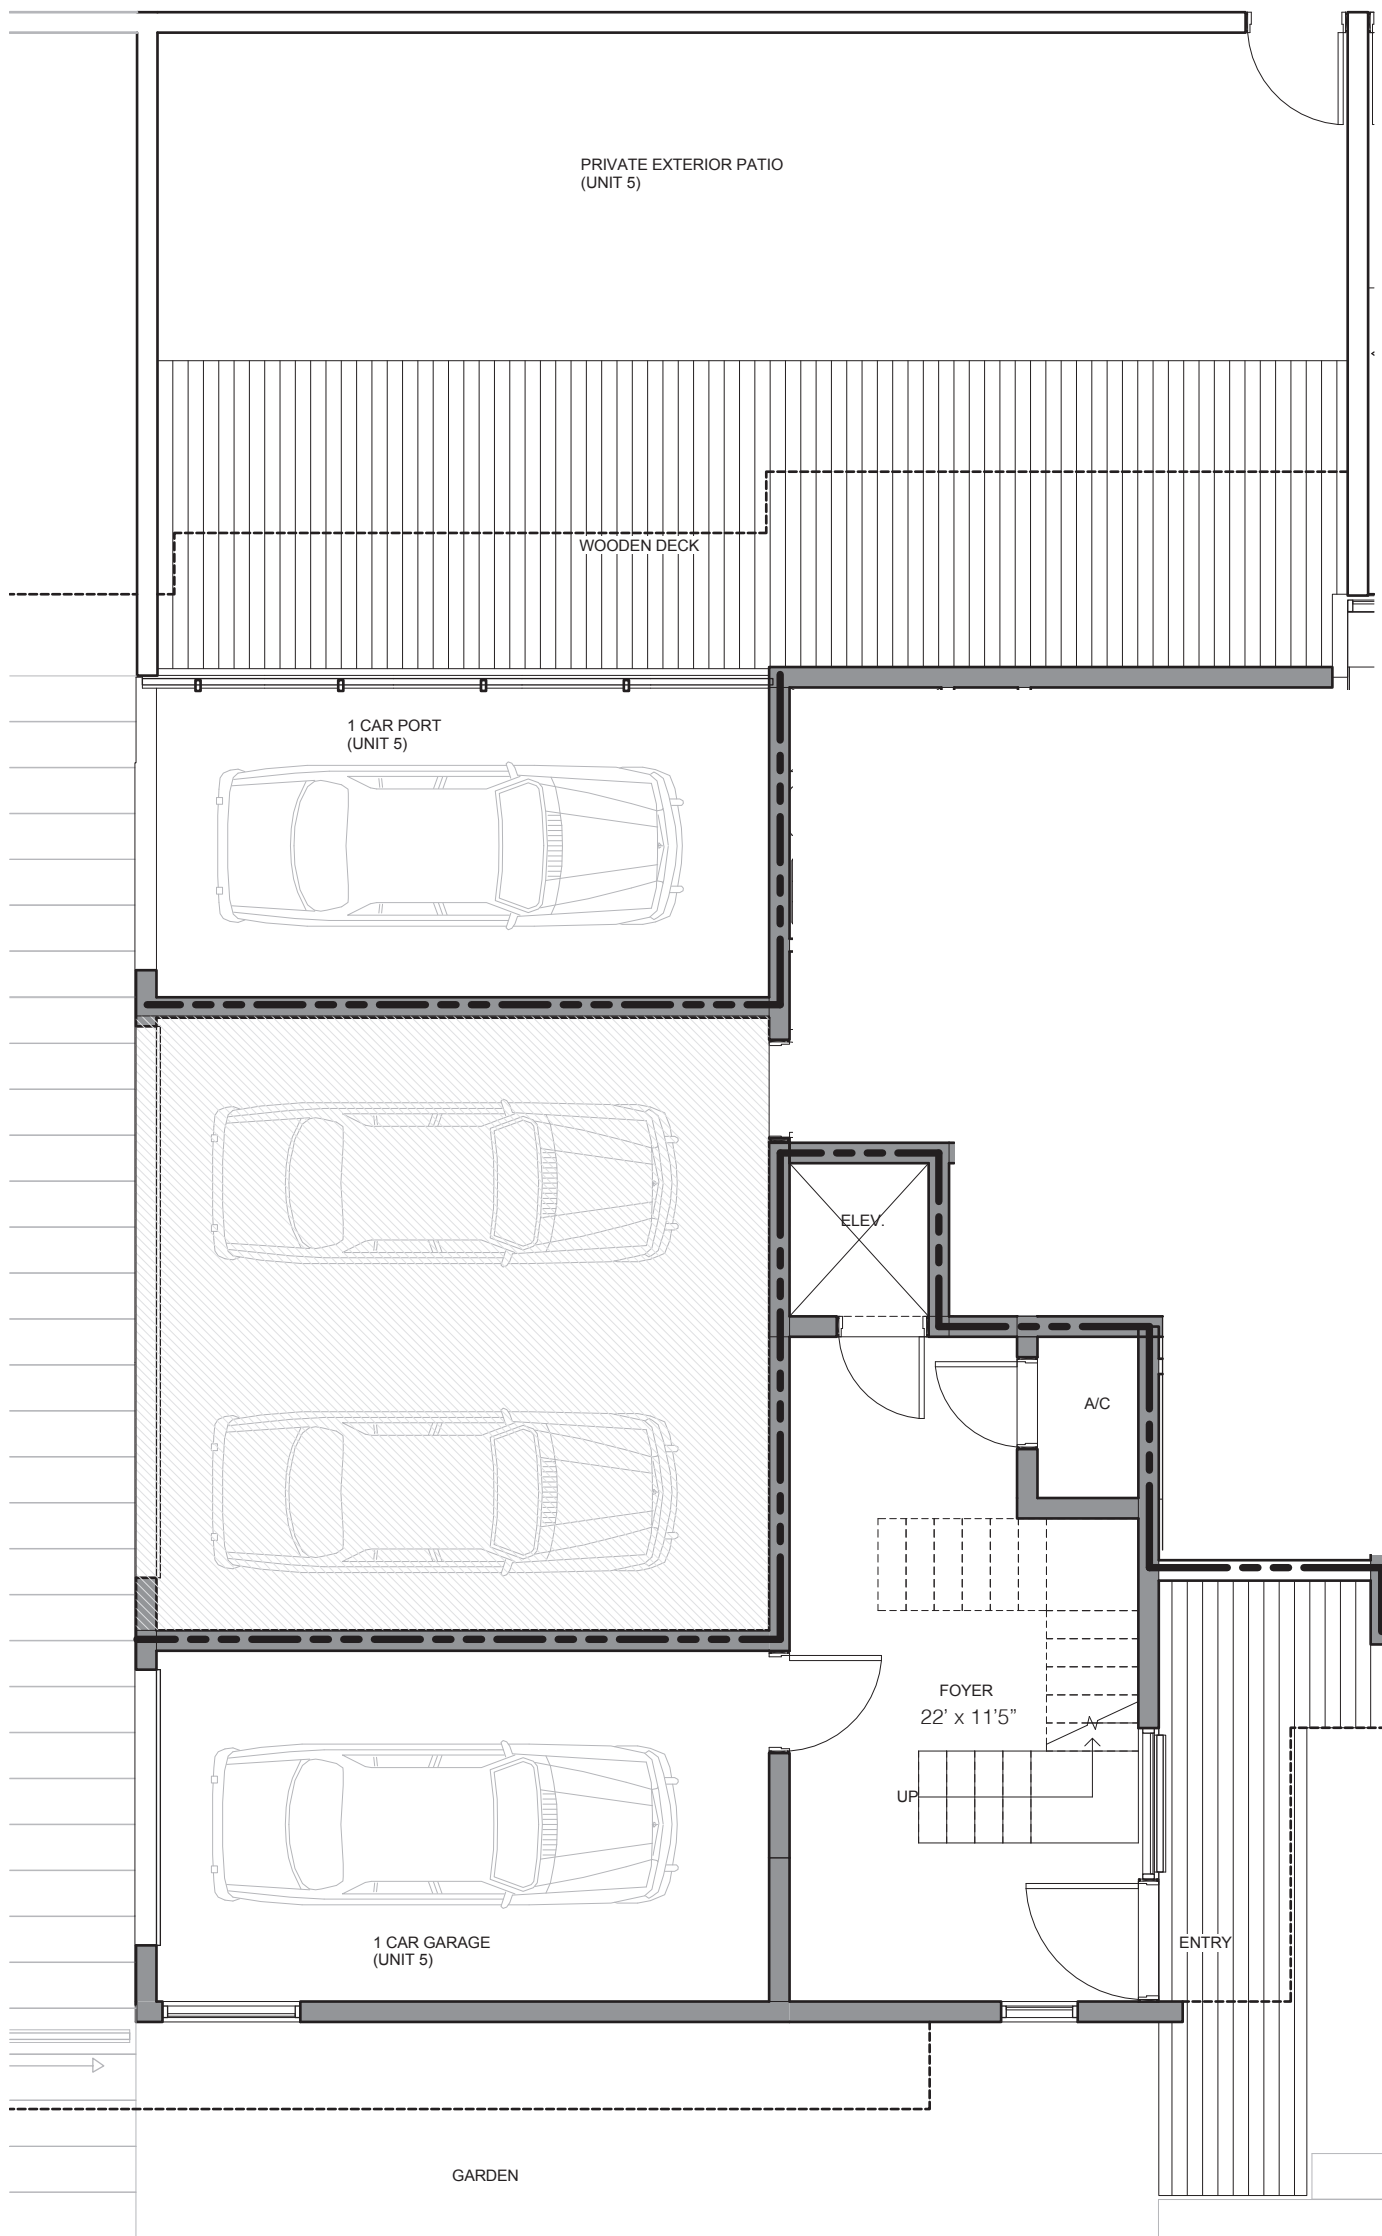 PRIVATE EXTERIOR PATIO
(UNIT 5)
WOODEN DECK
1 CAR PORT
(UNIT 5)
ELEV.
A/C
FOYER
22' x 11'5”
UP
1 CAR GARAGE
(UNIT 5)
ENTRY
GARDEN